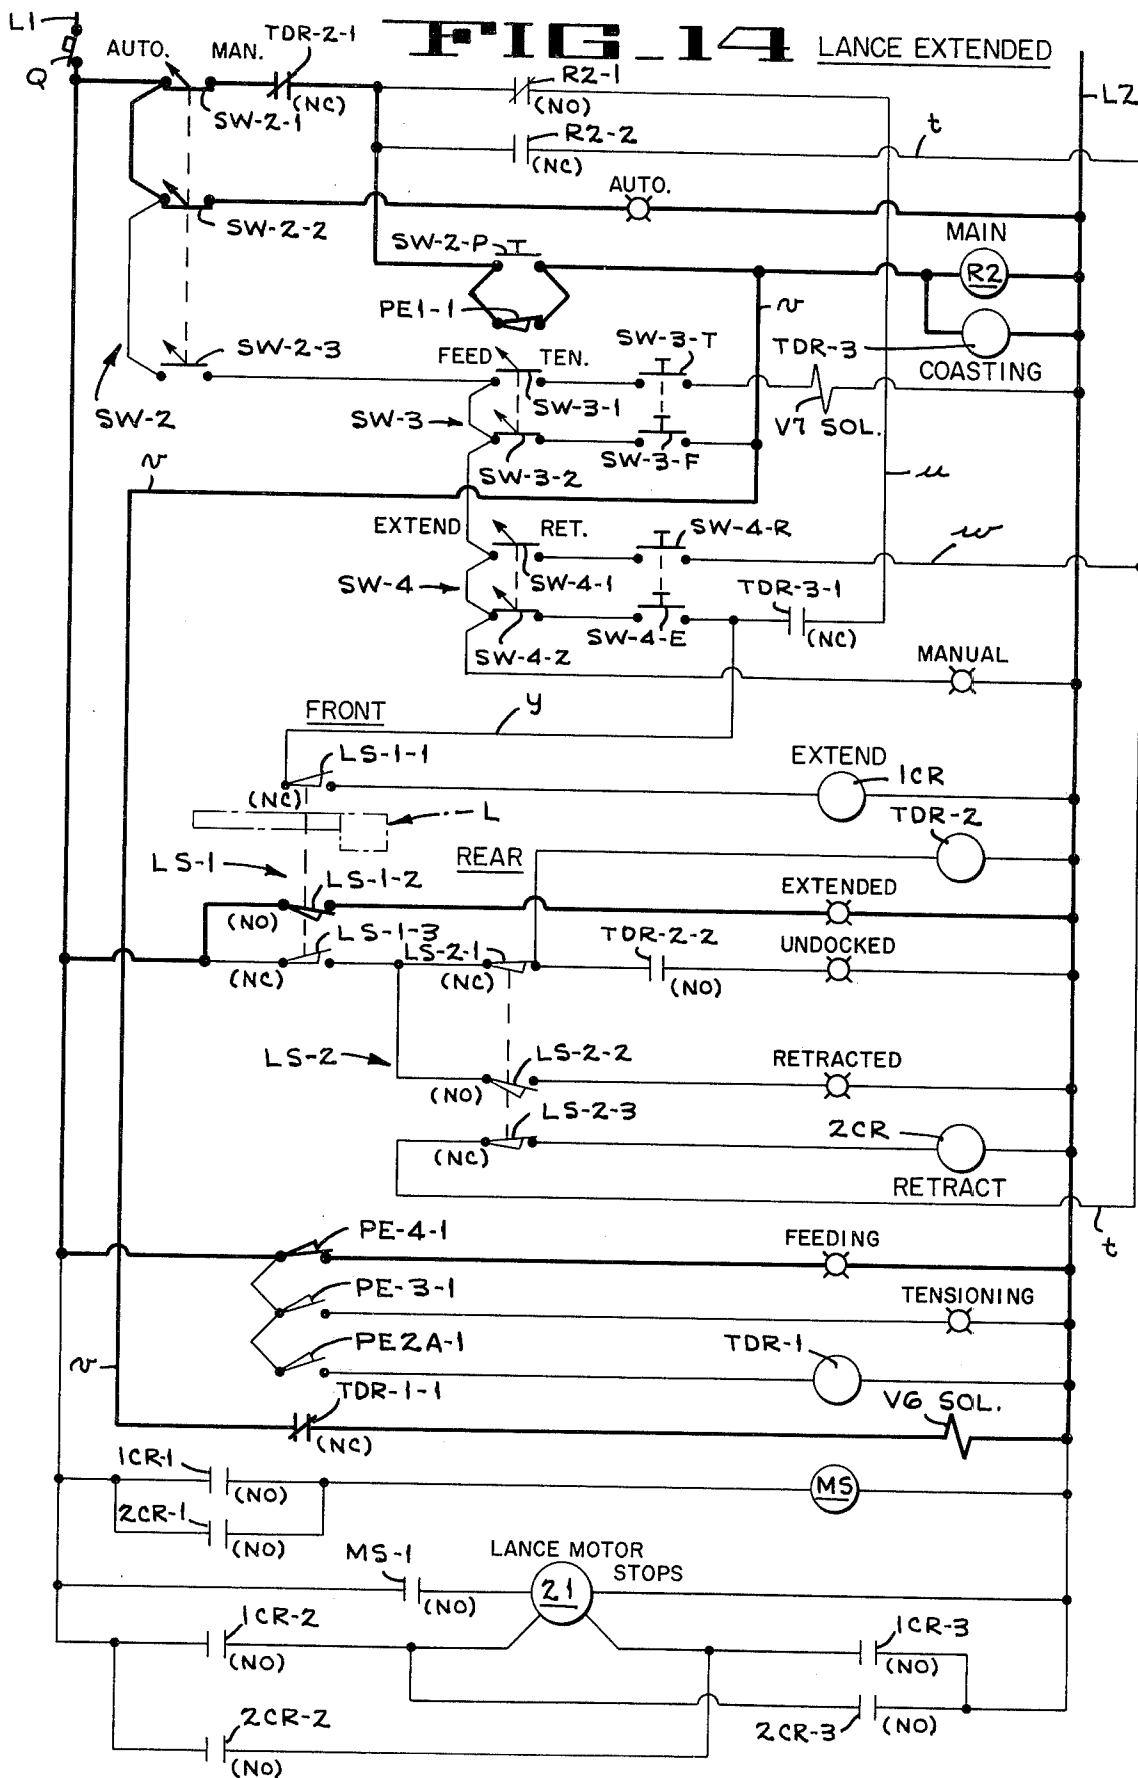 L1
FIG_14
LANCE EXTENDED
Q
AUTO.
MAN.
TDR-2-1
(NC)
R2-1
(NO)
L2
SW-2-1
R2-2
(NC)
t
AUTO.
SW-2-2
SW-2-P
MAIN
R2
PE1-1
v
SW-2-3
FEED
TEN.
SW-3-T
TDR-3
COASTING
SW-2
SW-3
SW-3-1
V7 SOL.
SW-3-2
SW-3-F
v
u
EXTEND
RET.
SW-4-R
w
SW-4
SW-4-1
TDR-3-1
(NC)
SW-4-2
SW-4-E
MANUAL
FRONT
y
LS-1-1
(NC)
EXTEND
1CR
L
TDR-2
LS-1
REAR
LS-1-2
(NO)
EXTENDED
LS-1-3
(NC)
LS-2-1
(NC)
TDR-2-2
(NO)
UNDOCKED
LS-2
LS-2-2
(NO)
RETRACTED
LS-2-3
(NC)
2CR
RETRACT
t
PE-4-1
FEEDING
PE-3-1
TENSIONING
PE2A-1
TDR-1
v
TDR-1-1
(NC)
V6 SOL.
1CR-1
(NO)
MS
2CR-1
(NO)
MS-1
(NO)
LANCE MOTOR
STOPS
21
1CR-2
(NO)
1CR-3
(NO)
2CR-2
(NO)
2CR-3
(NO)